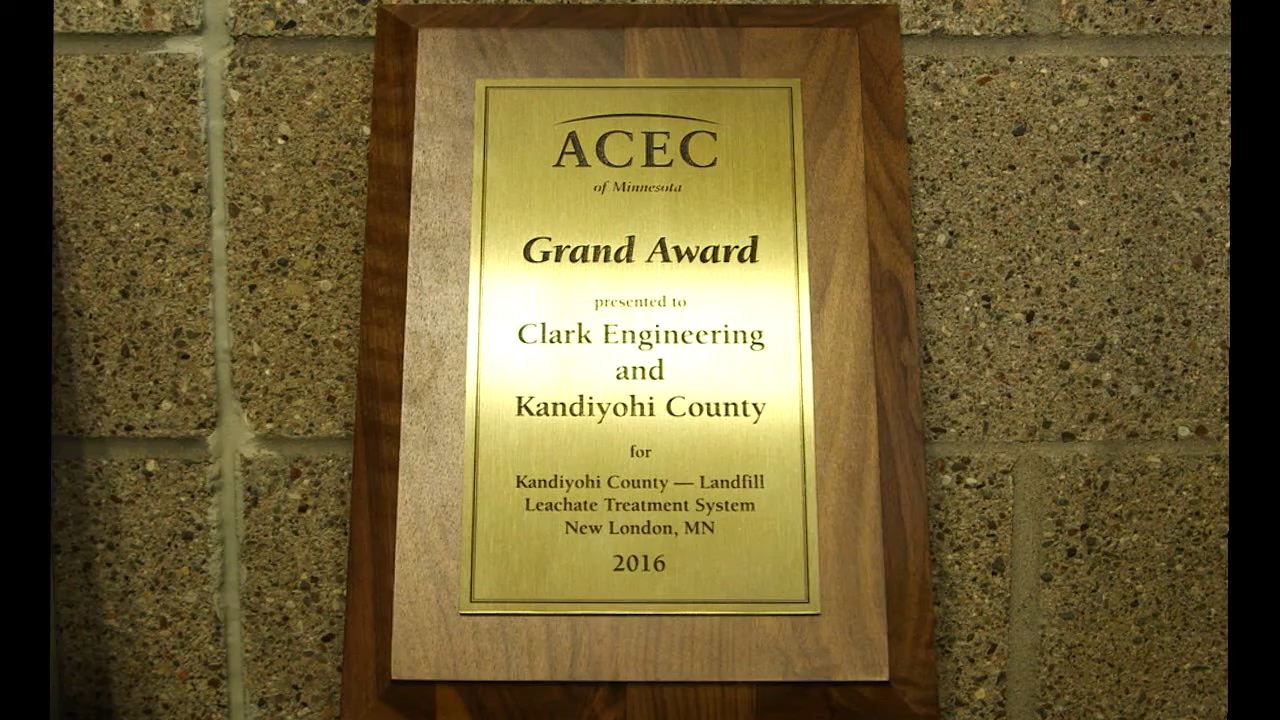 ACEC
of Minnesota
Grand Award
presented to
Clark Engineering
and
Kandiyohi County
for
Kandiyohi County — Landfill
Leachate Treatment System
New London, MN
2016